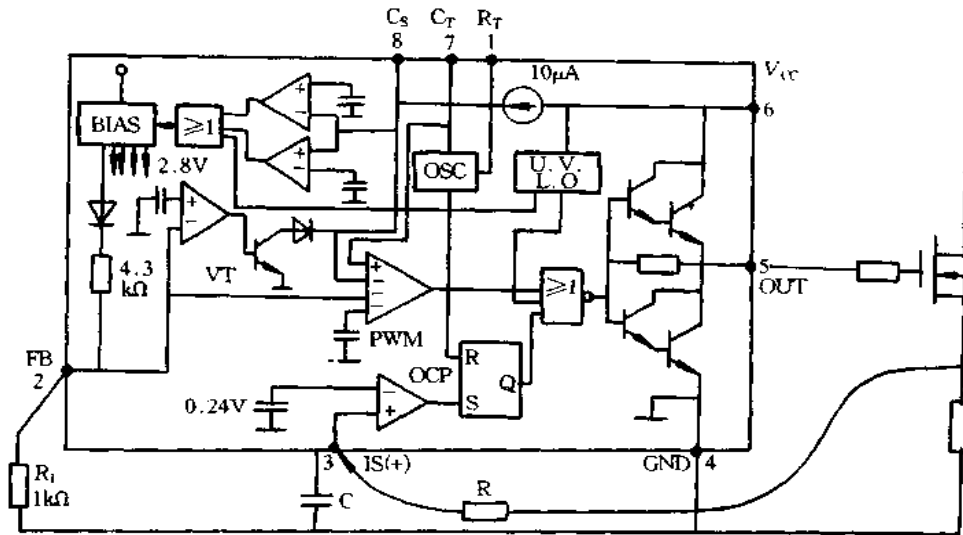 C_S C_T R_T
8 7 1
10μA
V_CC
6
BIAS
≥1
+
−
+
−
OSC
U.V.
L.O
2.8V
+
−
4.3
kΩ
VT
+
−
−
PWM
≥1
5
OUT
FB
2
OCP
R
Q
S
0.24V
−
+
3
IS(+)
GND
4
R_i
1kΩ
C
R